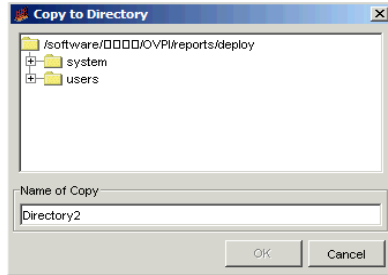 Copy to Directory
/software/□□□□/OVPI/reports/deploy
system
users
Name of Copy
Directory2
OK
Cancel